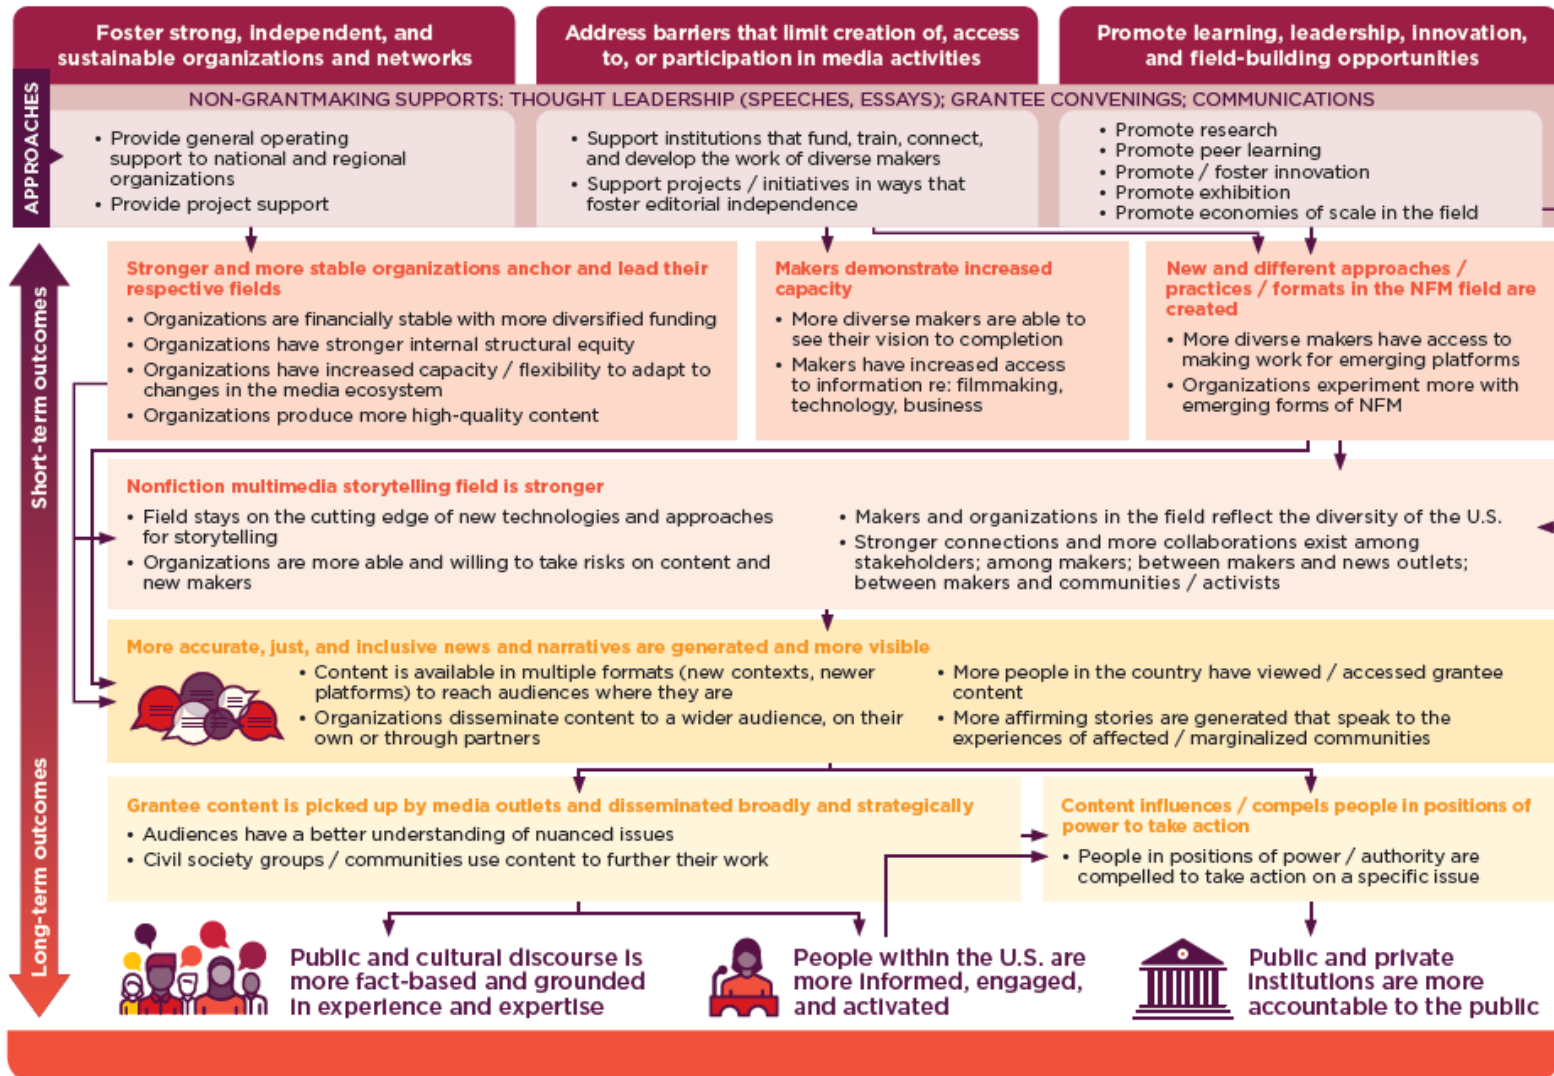 Foster strong, independent, and
sustainable organizations and networks
Address barriers that limit creation of, access
to, or participation in media activities
Promote learning, leadership, innovation,
and field-building opportunities
APPROACHES
NON-GRANTMAKING SUPPORTS: THOUGHT LEADERSHIP (SPEECHES, ESSAYS); GRANTEE CONVENINGS; COMMUNICATIONS
• Provide general operating
support to national and regional
organizations
• Provide project support
• Support institutions that fund, train, connect,
and develop the work of diverse makers
• Support projects / initiatives in ways that
foster editorial independence
• Promote research
• Promote peer learning
• Promote / foster innovation
• Promote exhibition
• Promote economies of scale in the field
Short-term outcomes
Stronger and more stable organizations anchor and lead their
respective fields
• Organizations are financially stable with more diversified funding
• Organizations have stronger internal structural equity
• Organizations have increased capacity / flexibility to adapt to
changes in the media ecosystem
• Organizations produce more high-quality content
Makers demonstrate increased
capacity
• More diverse makers are able to
see their vision to completion
• Makers have increased access
to information re: filmmaking,
technology, business
New and different approaches /
practices / formats in the NFM field are
created
• More diverse makers have access to
making work for emerging platforms
• Organizations experiment more with
emerging forms of NFM
Nonfiction multimedia storytelling field is stronger
• Field stays on the cutting edge of new technologies and approaches
for storytelling
• Organizations are more able and willing to take risks on content and
new makers
• Makers and organizations in the field reflect the diversity of the U.S.
• Stronger connections and more collaborations exist among
stakeholders; among makers; between makers and news outlets;
between makers and communities / activists
More accurate, just, and inclusive news and narratives are generated and more visible
• Content is available in multiple formats (new contexts, newer
platforms) to reach audiences where they are
• Organizations disseminate content to a wider audience, on their
own or through partners
• More people in the country have viewed / accessed grantee
content
• More affirming stories are generated that speak to the
experiences of affected / marginalized communities
Long-term outcomes
Grantee content is picked up by media outlets and disseminated broadly and strategically
• Audiences have a better understanding of nuanced issues
• Civil society groups / communities use content to further their work
Content influences / compels people in positions of
power to take action
• People in positions of power / authority are
compelled to take action on a specific issue
Public and cultural discourse is
more fact-based and grounded
in experience and expertise
People within the U.S. are
more informed, engaged,
and activated
Public and private
institutions are more
accountable to the public